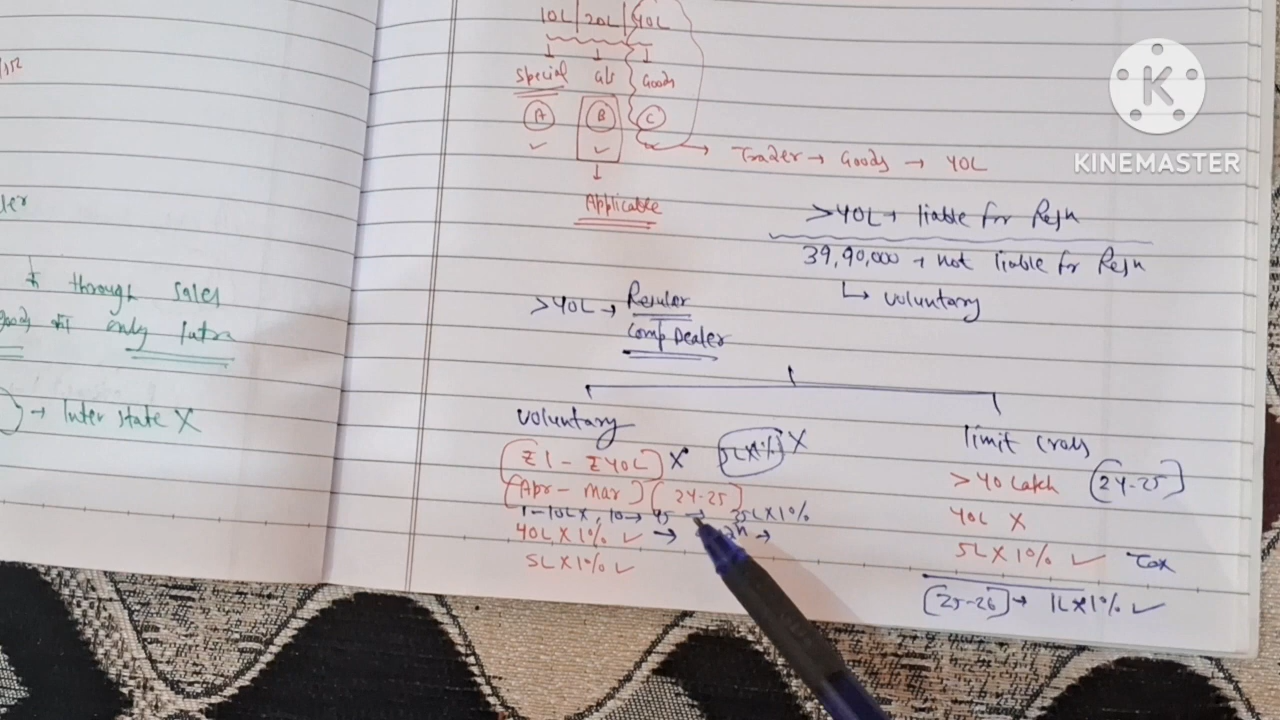 10L | 20L | 40L
Special G/S Goods
A B C
Trader → Goods → 40L
Applicable
>40L → liable for Regn
39,90,000 → not liable for Regn
↳ voluntary
>40L → Regular
Comp Dealer
through sales
only Intra
→ Inter state X
voluntary
limit cross
₹1 - ₹40L X 5L X 1% X
>40 Lakh (24-25)
(Apr - Mar) (24-25)
40L X
40L X 1% ✓ →
5L X 1% ✓ Tax
5L X 1% ✓
(25-26) → 1L X 1% ✓
KINEMASTER